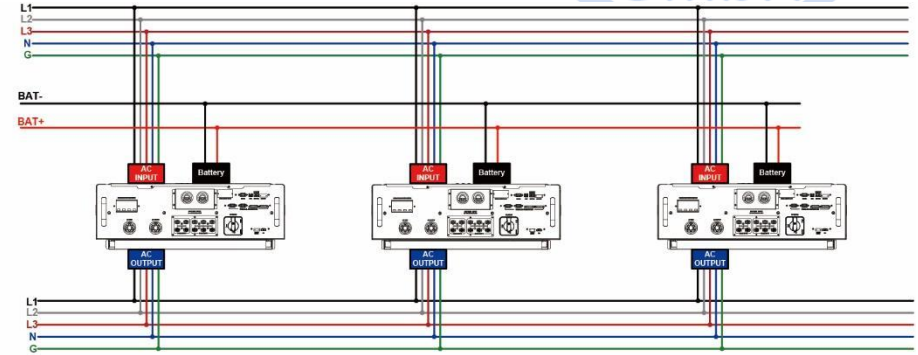 L1
L2
L3
N
G
BAT-
BAT+
AC INPUT
Battery
AC INPUT
Battery
AC INPUT
Battery
AC OUTPUT
AC OUTPUT
AC OUTPUT
L1
L2
L3
N
G